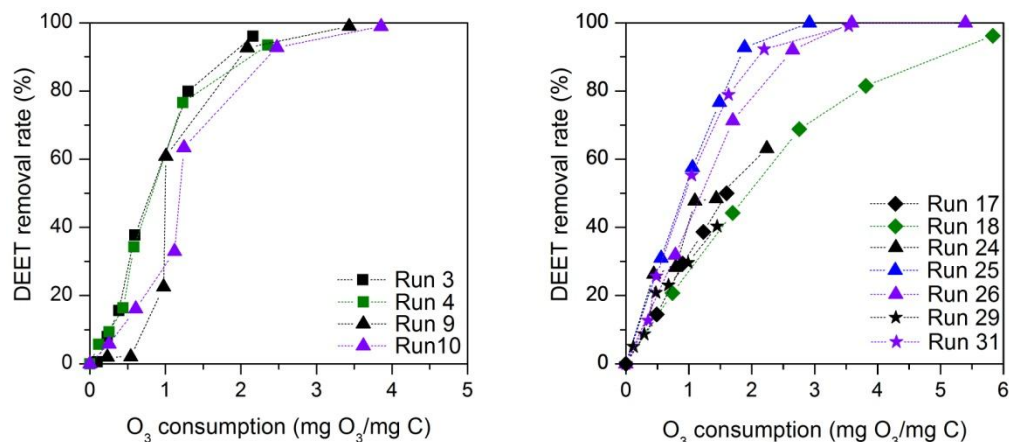 DEET removal rate (%)
100
80
60
40
20
0
Run 3
Run 4
Run 9
Run10
0 1 2 3 4 5
O₃ consumption (mg O₃/mg C)
DEET removal rate (%)
100
80
60
40
20
0
Run 17
Run 18
Run 24
Run 25
Run 26
Run 29
Run 31
0 1 2 3 4 5 6
O₃ consumption (mg O₃/mg C)